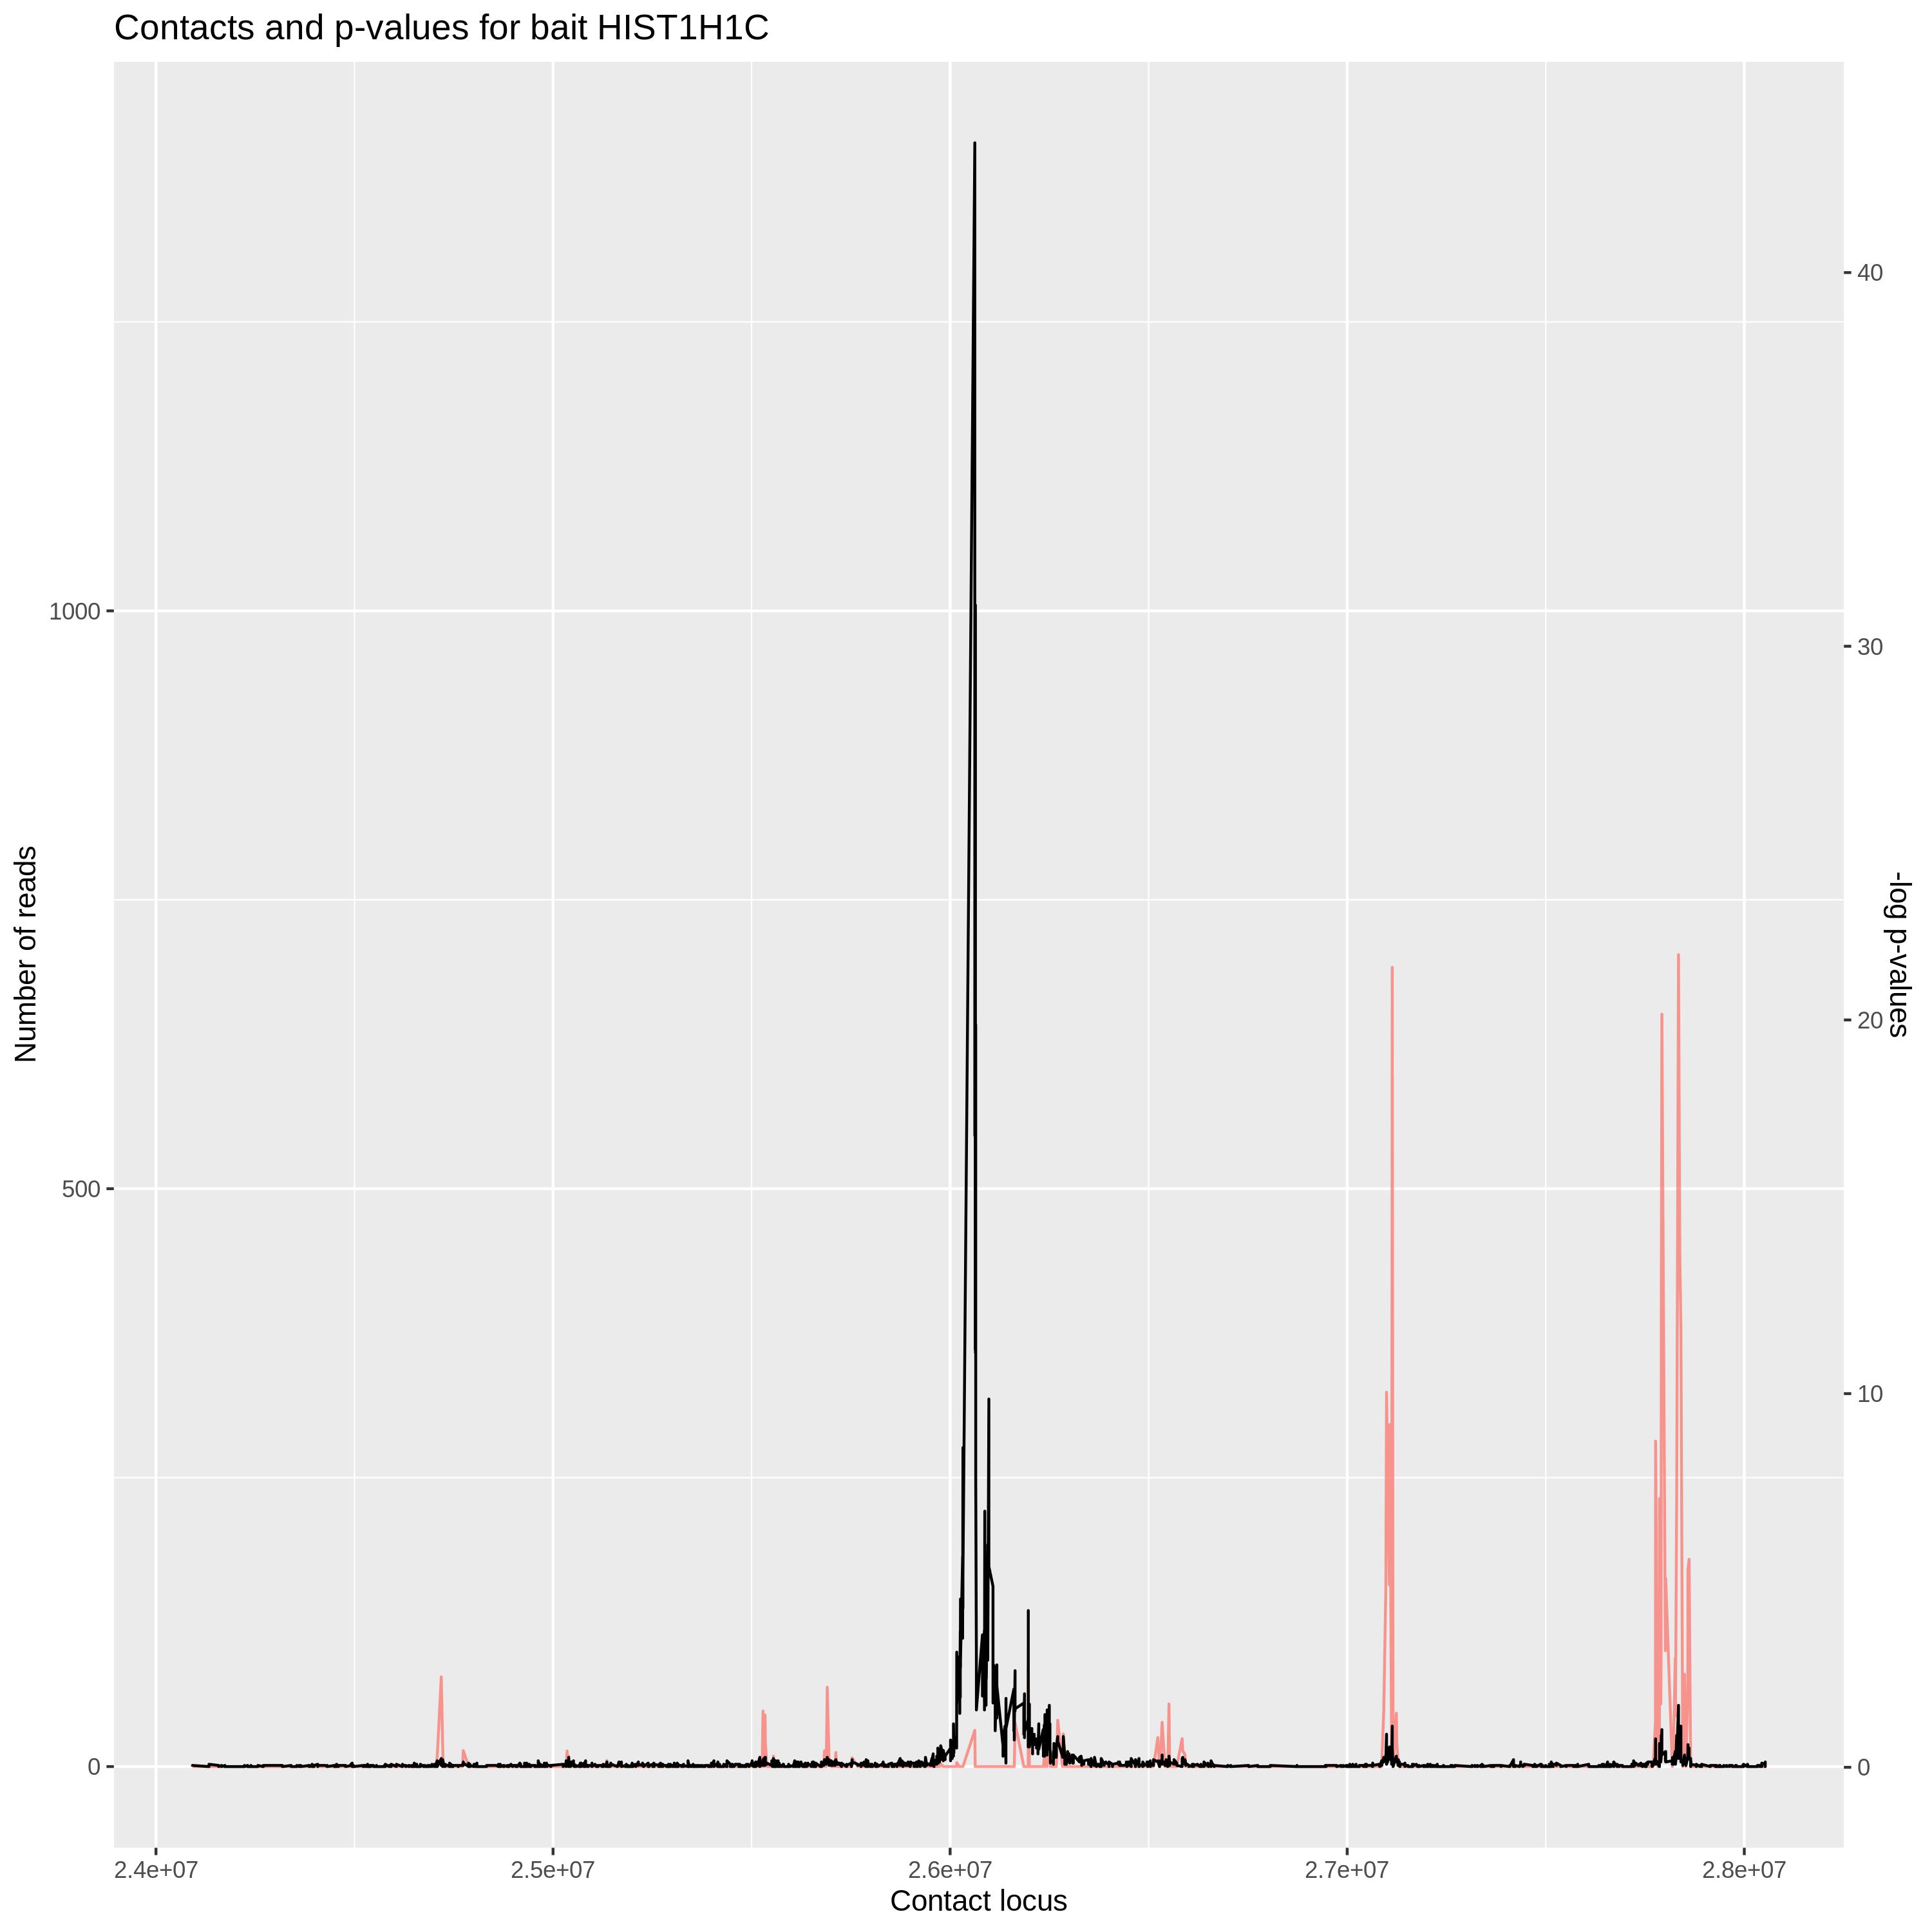 Contacts and p-values for bait HIST1H1C
Number of reads
1000
500
0
40
30
20
10
0
-log p-values
2.4e+07
2.5e+07
2.6e+07
2.7e+07
2.8e+07
Contact locus